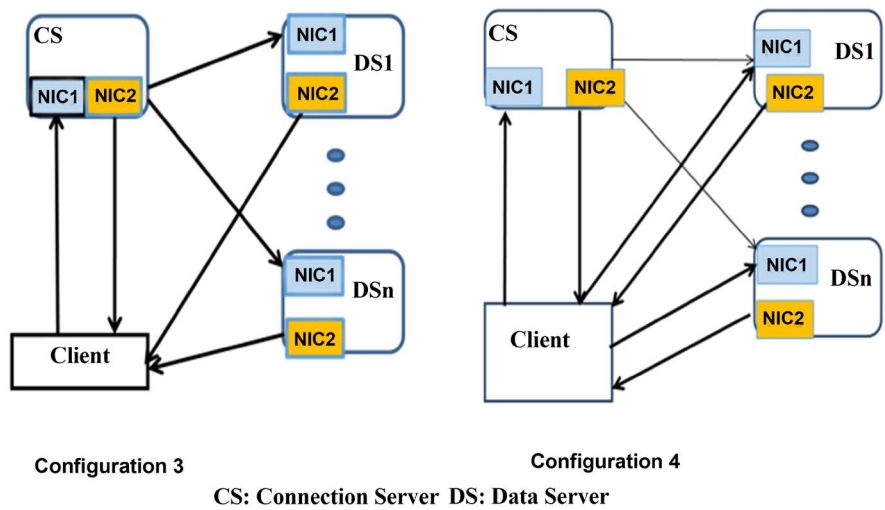 CS
NIC1
NIC2
NIC1
DS1
NIC2
NIC1
DSn
NIC2
Client
Configuration 3
CS
NIC1
NIC2
NIC1
DS1
NIC2
NIC1
DSn
NIC2
Client
Configuration 4
CS: Connection Server DS: Data Server